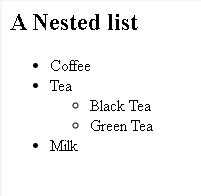 A Nested list
Coffee
Tea
Black Tea
Green Tea
Milk